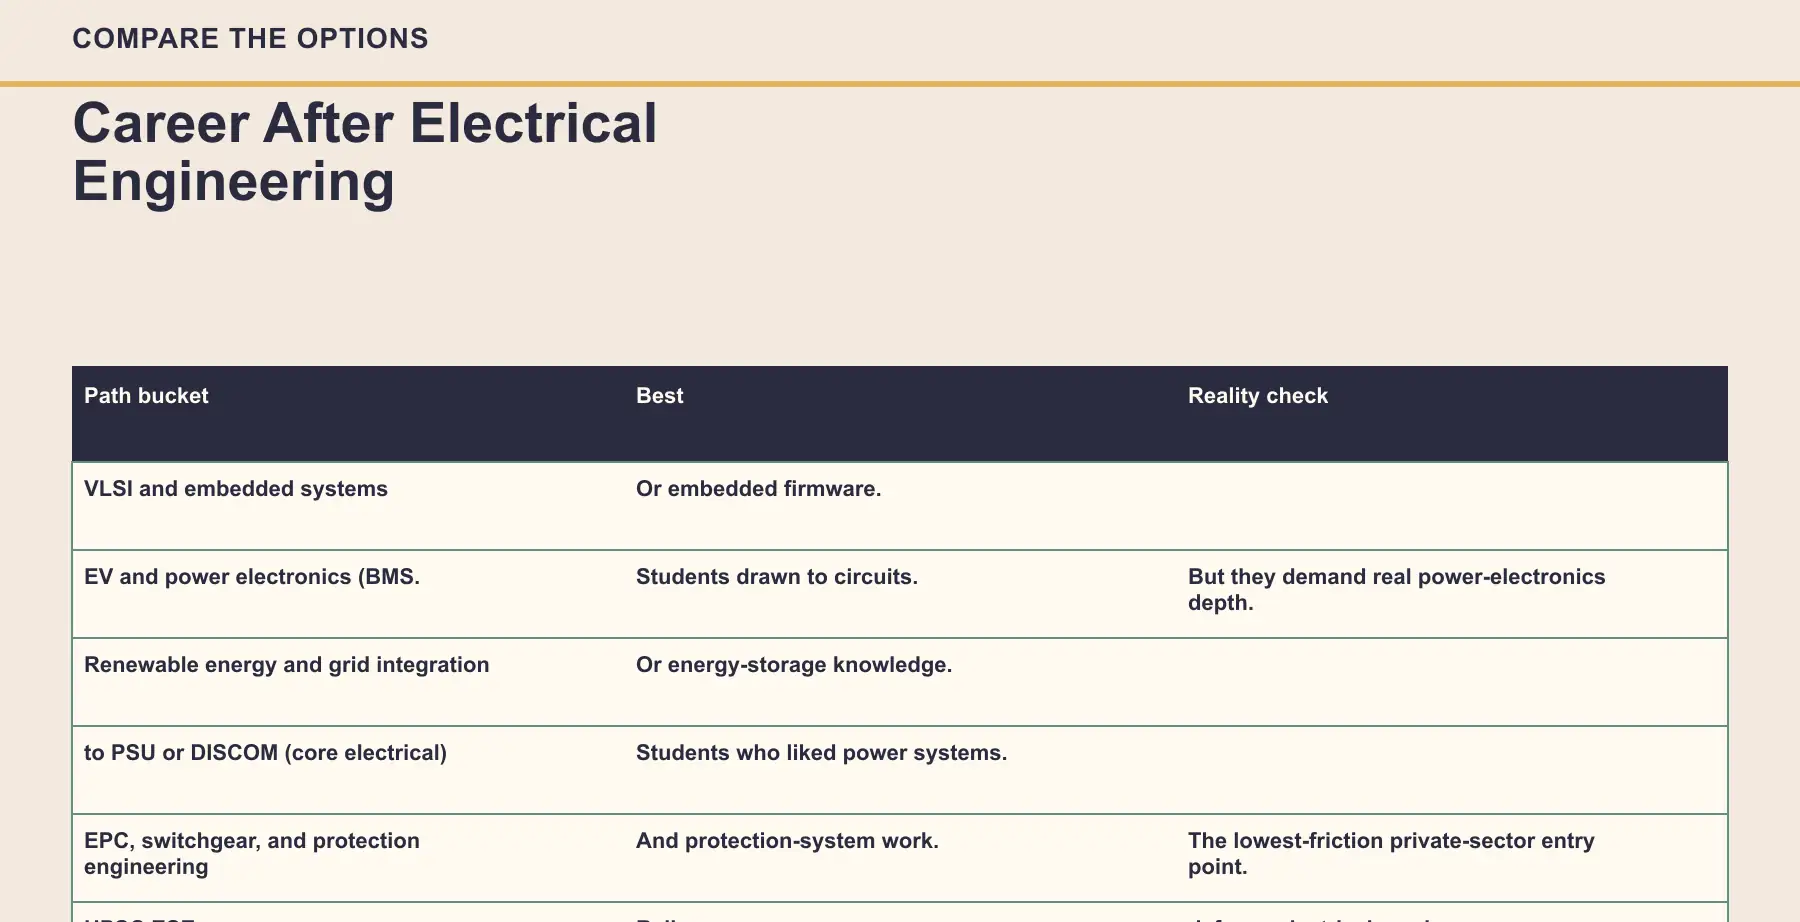 COMPARE THE OPTIONS
Career After Electrical
Engineering
Path bucket Best Reality check
VLSI and embedded systems Or embedded firmware.
EV and power electronics (BMS. Students drawn to circuits. But they demand real power-electronics
depth.
Renewable energy and grid integration Or energy-storage knowledge.
to PSU or DISCOM (core electrical) Students who liked power systems.
EPC, switchgear, and protection And protection-system work. The lowest-friction private-sector entry
engineering point.